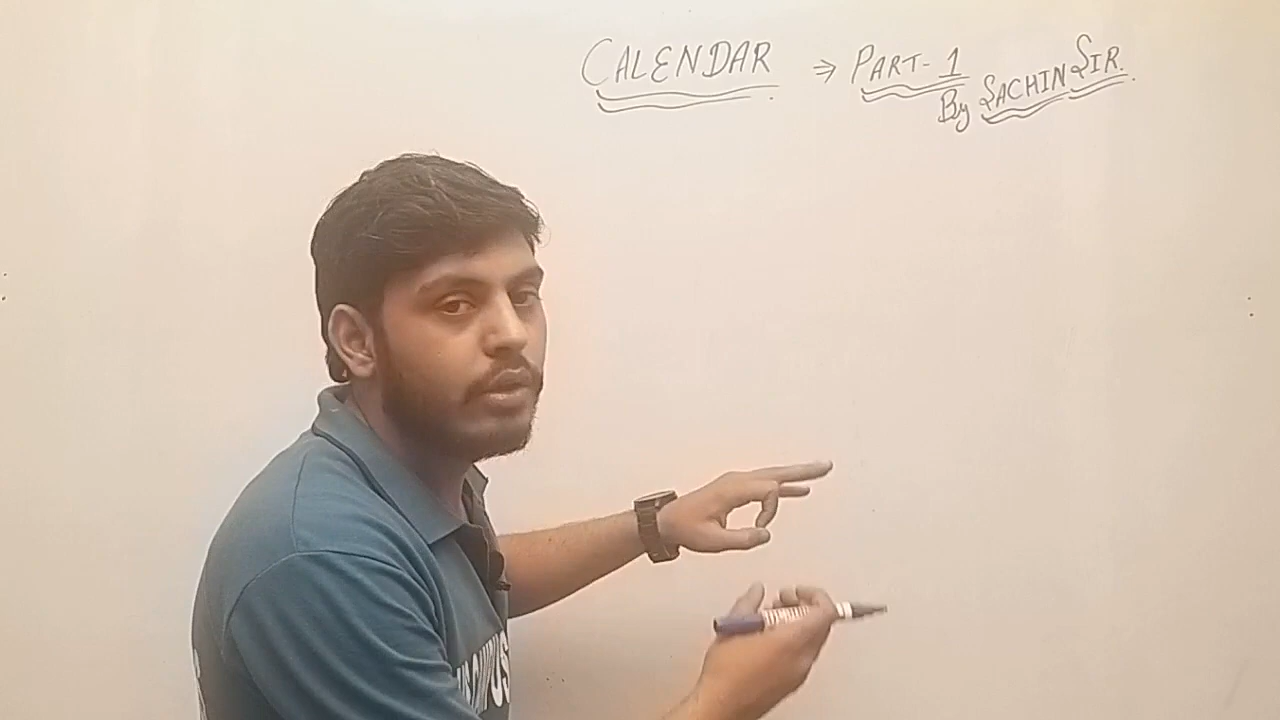 CALENDAR ⇒ PART-1
By SACHIN SIR.